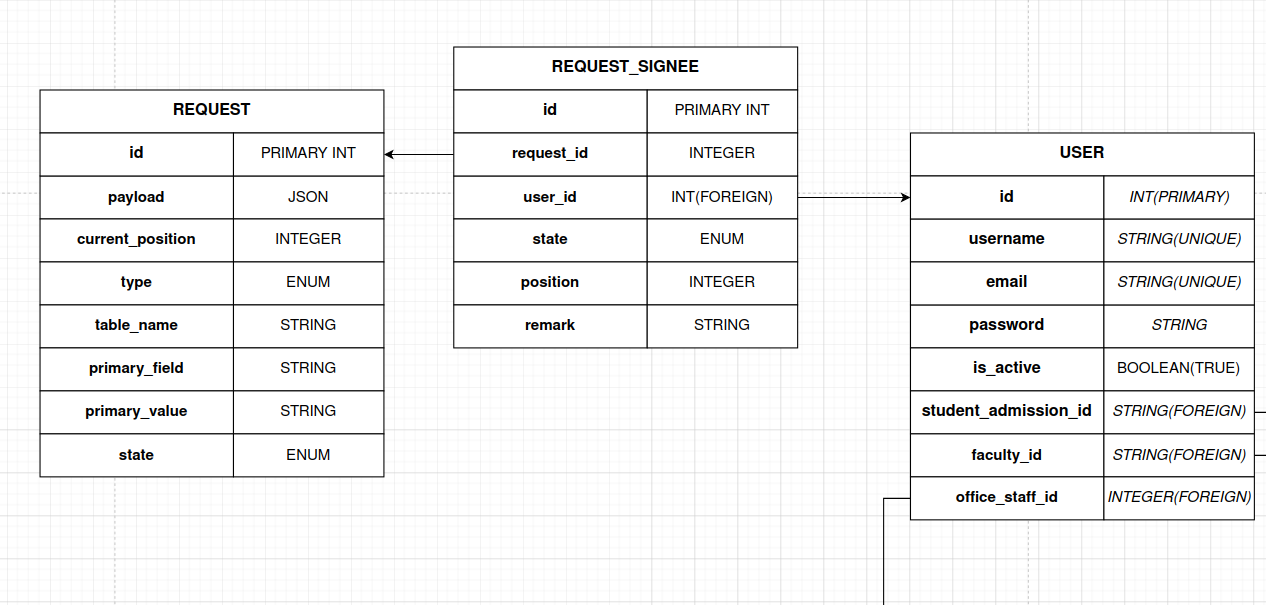 REQUEST
id PRIMARY INT
payload JSON
current_position INTEGER
type ENUM
table_name STRING
primary_field STRING
primary_value STRING
state ENUM
REQUEST_SIGNEE
id PRIMARY INT
request_id INTEGER
user_id INT(FOREIGN)
state ENUM
position INTEGER
remark STRING
USER
id INT(PRIMARY)
username STRING(UNIQUE)
email STRING(UNIQUE)
password STRING
is_active BOOLEAN(TRUE)
student_admission_id STRING(FOREIGN)
faculty_id STRING(FOREIGN)
office_staff_id INTEGER(FOREIGN)